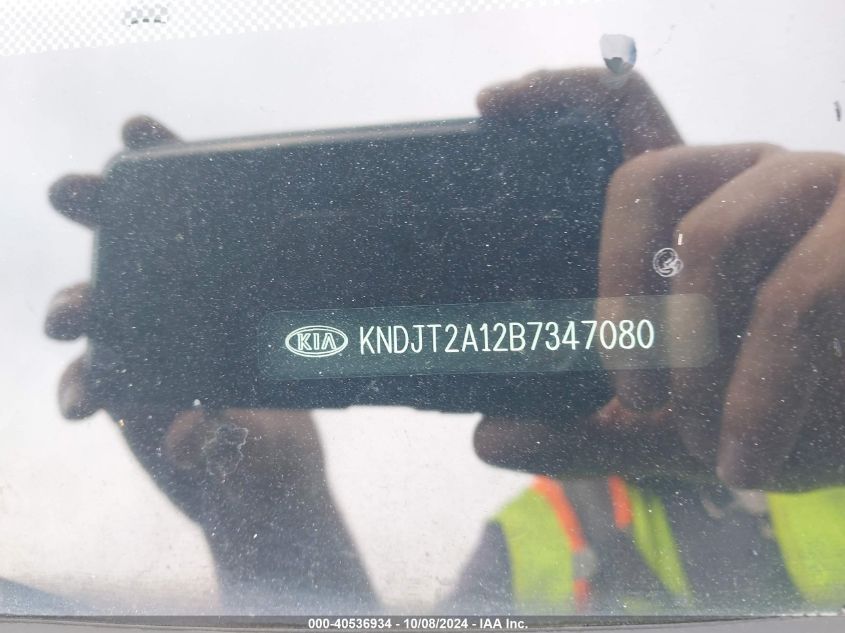 KIA KNDJT2A12B7347080
000-40536934 - 10/08/2024 - IAA Inc.